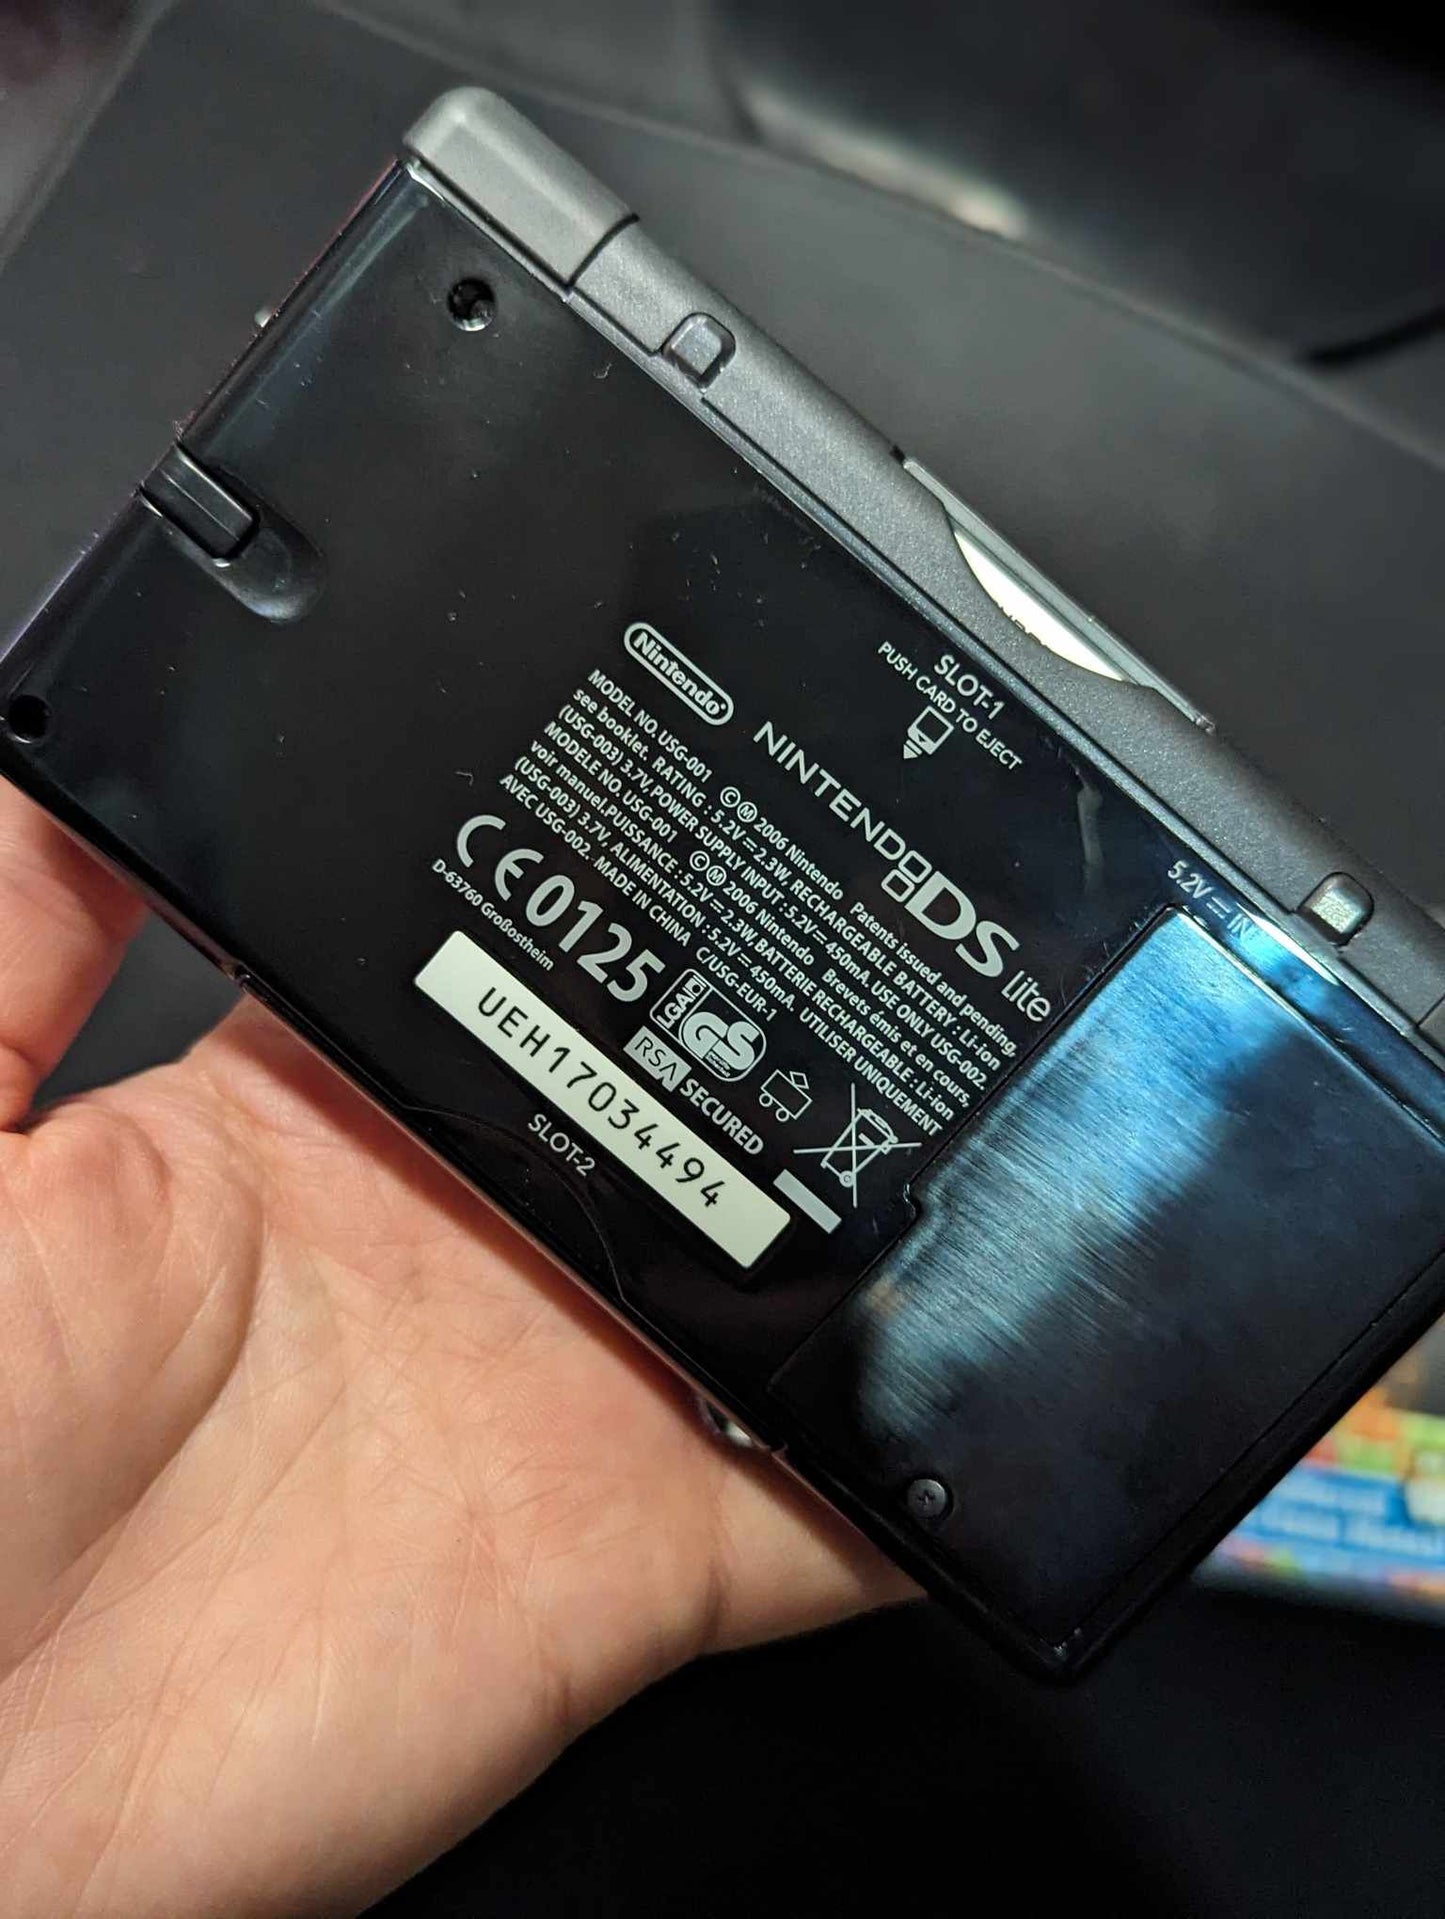 SLOT-1
PUSH CARD TO EJECT
5.2V ⎓ IN
Nintendo®
NINTENDO DS lite
MODEL NO. USG-001 ©Ⓜ 2006 Nintendo Patents issued and pending,
see booklet. RATING : 5.2V ⎓ 2.3W, RECHARGEABLE BATTERY : Li-ion
(USG-003) 3.7V, POWER SUPPLY INPUT : 5.2V ⎓ 450mA. USE ONLY USG-002.
MODELE NO. USG-001 ©Ⓜ 2006 Nintendo Brevets émis et en cours,
voir manuel.PUISSANCE : 5.2V ⎓ 2.3W, BATTERIE RECHARGEABLE : Li-ion
(USG-003) 3.7V, ALIMENTATION : 5.2V ⎓ 450mA. UTILISER UNIQUEMENT
AVEC USG-002. MADE IN CHINA C/USG-EUR-1
CE0125
D-63760 Großostheim
GS
RSA SECURED
UEH17034494
SLOT-2